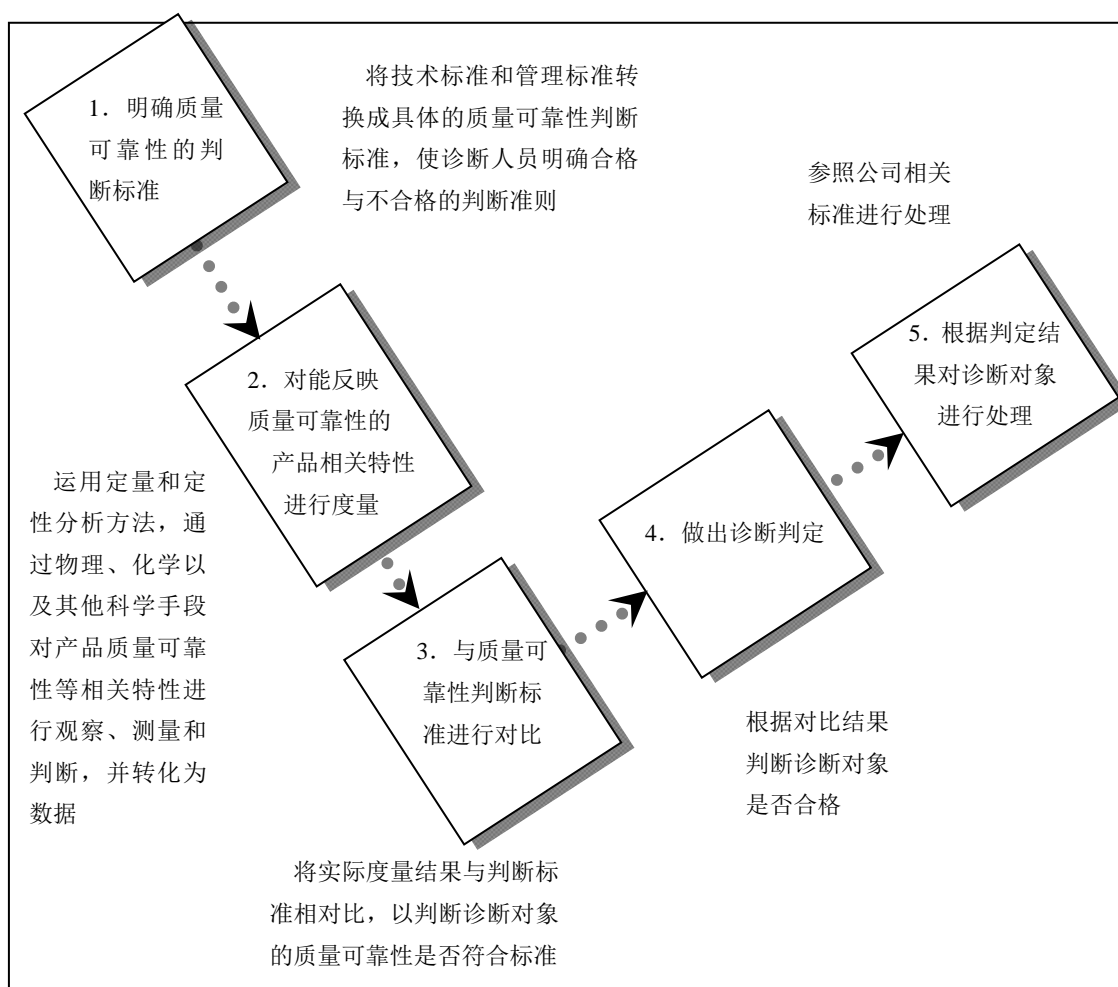 1．明确质量
可靠性的判
断标准
将技术标准和管理标准转
换成具体的质量可靠性判断
标准，使诊断人员明确合格
与不合格的判断准则
2．对能反映
质量可靠性的
产品相关特性
进行度量
运用定量和定
性分析方法，通
过物理、化学以
及其他科学手段
对产品质量可靠
性等相关特性进
行观察、测量和
判断，并转化为
数据
3．与质量可
靠性判断标
准进行对比
将实际度量结果与判断标
准相对比，以判断诊断对象
的质量可靠性是否符合标准
4．做出诊断判定
根据对比结果
判断诊断对象
是否合格
5．根据判定结
果对诊断对象
进行处理
参照公司相关
标准进行处理